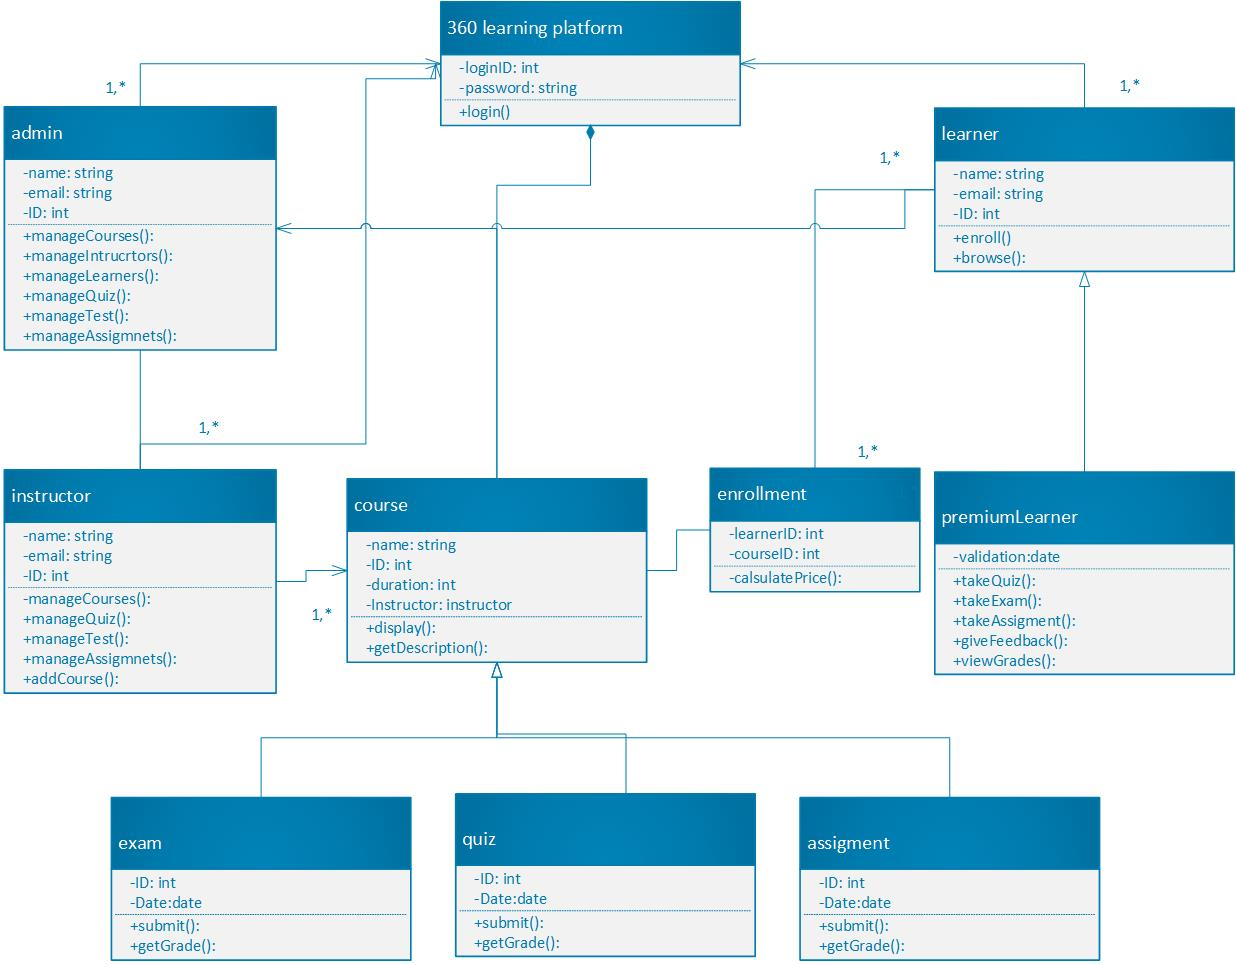 360 learning platform
-loginID: int
-password: string
+login()
1,*
admin
-name: string
-email: string
-ID: int
+manageCourses():
+manageIntrucrtors():
+manageLearners():
+manageQuiz():
+manageTest():
+manageAssigmnets():
1,*
learner
-name: string
-email: string
-ID: int
+enroll()
+browse():
1,*
1,*
1,*
instructor
-name: string
-email: string
-ID: int
-manageCourses():
+manageQuiz():
+manageTest():
+manageAssigmnets():
+addCourse():
1,*
course
-name: string
-ID: int
-duration: int
-Instructor: instructor
+display():
+getDescription():
enrollment
-learnerID: int
-courseID: int
-calsulatePrice():
premiumLearner
-validation:date
+takeQuiz():
+takeExam():
+takeAssigment():
+giveFeedback():
+viewGrades():
exam
-ID: int
-Date:date
+submit():
+getGrade():
quiz
-ID: int
-Date:date
+submit():
+getGrade():
assigment
-ID: int
-Date:date
+submit():
+getGrade():